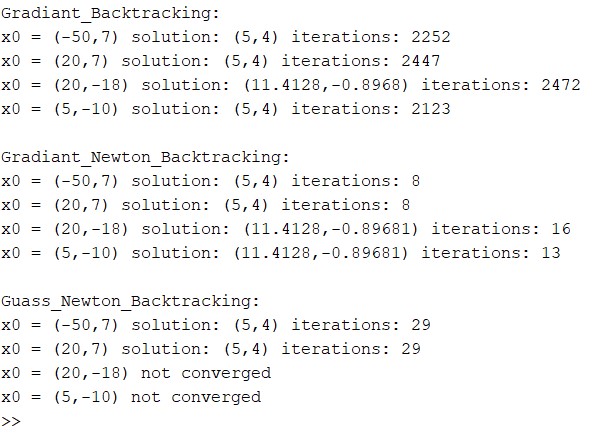 Gradiant_Backtracking:
x0 = (-50,7) solution: (5,4) iterations: 2252
x0 = (20,7) solution: (5,4) iterations: 2447
x0 = (20,-18) solution: (11.4128,-0.8968) iterations: 2472
x0 = (5,-10) solution: (5,4) iterations: 2123
Gradiant_Newton_Backtracking:
x0 = (-50,7) solution: (5,4) iterations: 8
x0 = (20,7) solution: (5,4) iterations: 8
x0 = (20,-18) solution: (11.4128,-0.89681) iterations: 16
x0 = (5,-10) solution: (11.4128,-0.89681) iterations: 13
Guass_Newton_Backtracking:
x0 = (-50,7) solution: (5,4) iterations: 29
x0 = (20,7) solution: (5,4) iterations: 29
x0 = (20,-18) not converged
x0 = (5,-10) not converged
>>